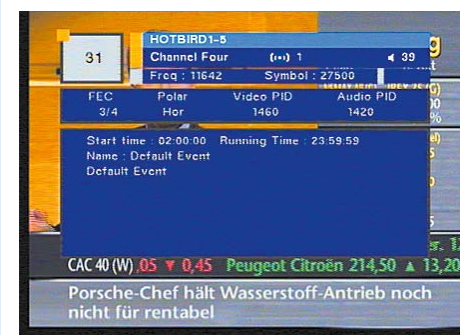 HOTBIRD1-5
31 Channel Four 1 39
Freq : 11642 Symbol : 27500
FEC Polar Video PID Audio PID
3/4 Hor 1460 1420
Start time : 02:00:00 Running Time : 23:59:59
Name : Default Event
Default Event
CAC 40 (W) ,05 ▼ 0,45 Peugeot Citroën 214,50 ▲ 13,20
Porsche-Chef hält Wasserstoff-Antrieb noch
nicht für rentabel